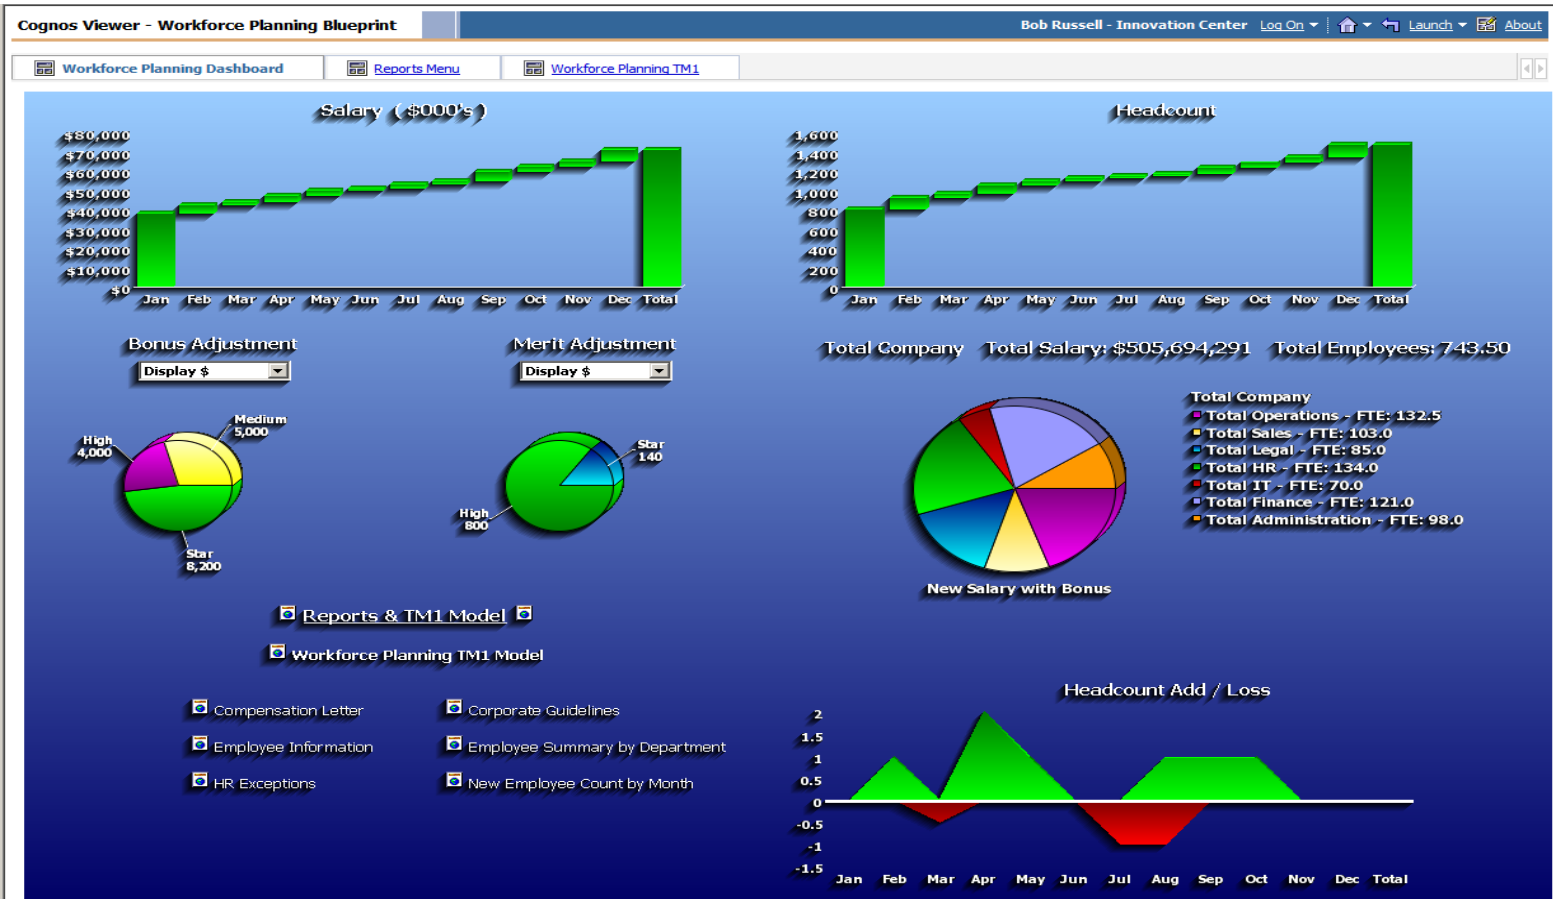 Cognos Viewer - Workforce Planning Blueprint
Bob Russell - Innovation Center Log On Launch About
Workforce Planning Dashboard Reports Menu Workforce Planning TM1
Salary ( $000's )
$80,000
$70,000
$60,000
$50,000
$40,000
$30,000
$20,000
$10,000
$0
Jan Feb Mar Apr May Jun Jul Aug Sep Oct Nov Dec Total
Headcount
1,600
1,400
1,200
1,000
800
600
400
200
0
Jan Feb Mar Apr May Jun Jul Aug Sep Oct Nov Dec Total
Bonus Adjustment
Display $
Merit Adjustment
Display $
Total Company Total Salary: $505,694,291 Total Employees: 743.50
Medium
5,000
High
4,000
Star
8,200
Star
140
High
800
Total Company
Total Operations - FTE: 132.5
Total Sales - FTE: 103.0
Total Legal - FTE: 85.0
Total HR - FTE: 134.0
Total IT - FTE: 70.0
Total Finance - FTE: 121.0
Total Administration - FTE: 98.0
New Salary with Bonus
Reports & TM1 Model
Workforce Planning TM1 Model
Compensation Letter
Corporate Guidelines
Employee Information
Employee Summary by Department
HR Exceptions
New Employee Count by Month
Headcount Add / Loss
2
1.5
1
0.5
0
-0.5
-1
-1.5
Jan Feb Mar Apr May Jun Jul Aug Sep Oct Nov Dec Total